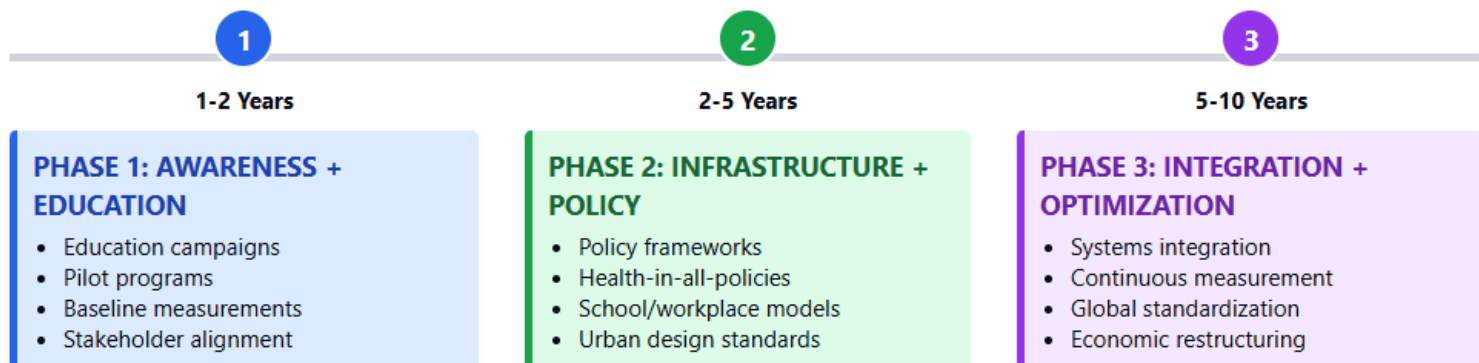 1
1-2 Years
PHASE 1: AWARENESS +
EDUCATION
• Education campaigns
• Pilot programs
• Baseline measurements
• Stakeholder alignment
2
2-5 Years
PHASE 2: INFRASTRUCTURE +
POLICY
• Policy frameworks
• Health-in-all-policies
• School/workplace models
• Urban design standards
3
5-10 Years
PHASE 3: INTEGRATION +
OPTIMIZATION
• Systems integration
• Continuous measurement
• Global standardization
• Economic restructuring